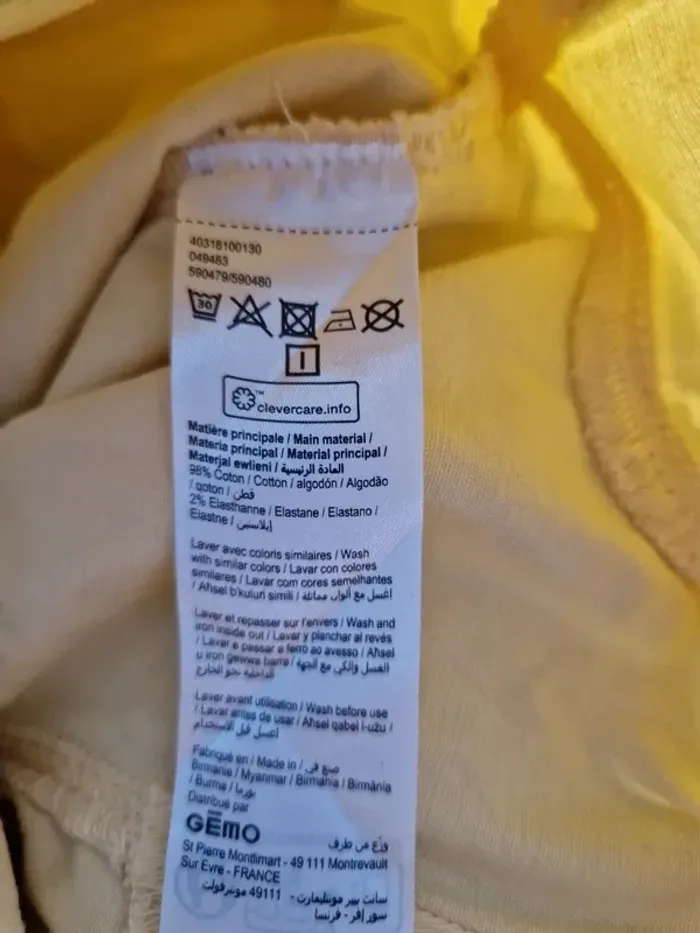 40318100130
049483
590479/590480
30
I
clevercare.info
Matière principale / Main material /
Materia principal / Material principal /
Materjal ewlieni / المادة الرئيسية
98% Coton / Cotton / algodón / Algodão
/ qoton / قطن
2% Elasthanne / Elastane / Elastano /
Elastne / إيلاستين
Laver avec coloris similaires / Wash
with similar colors / Lavar con colores
similares / Lavar com cores semelhantes
/ Aħsel b'kuluri simili / اغسل مع ألوان مماثلة
Laver et repasser sur l'envers / Wash and
iron inside out / Lavar y planchar al revés
/ Lavar e passar a ferro ao avesso / Aħsel
u iron ġewwa barra / الغسل والكي مع الجهة
الداخلية نحو الخارج
Laver avant utilisation / Wash before use
/ Lavar antes de usar / Aħsel qabel l-użu /
اغسل قبل الاستخدام
Fabriqué en / Made in / صنع في
Birmanie / Myanmar / Birmania / Birmânia
/ Burma / بورما
Distribué par
GĒMO
وزّع من طرف
St Pierre Montlimart - 49 111 Montrevault
Sur Evre - FRANCE
سانت بيير مونتليمارت - 49111 مونترفولت
سور إفر - فرنسا